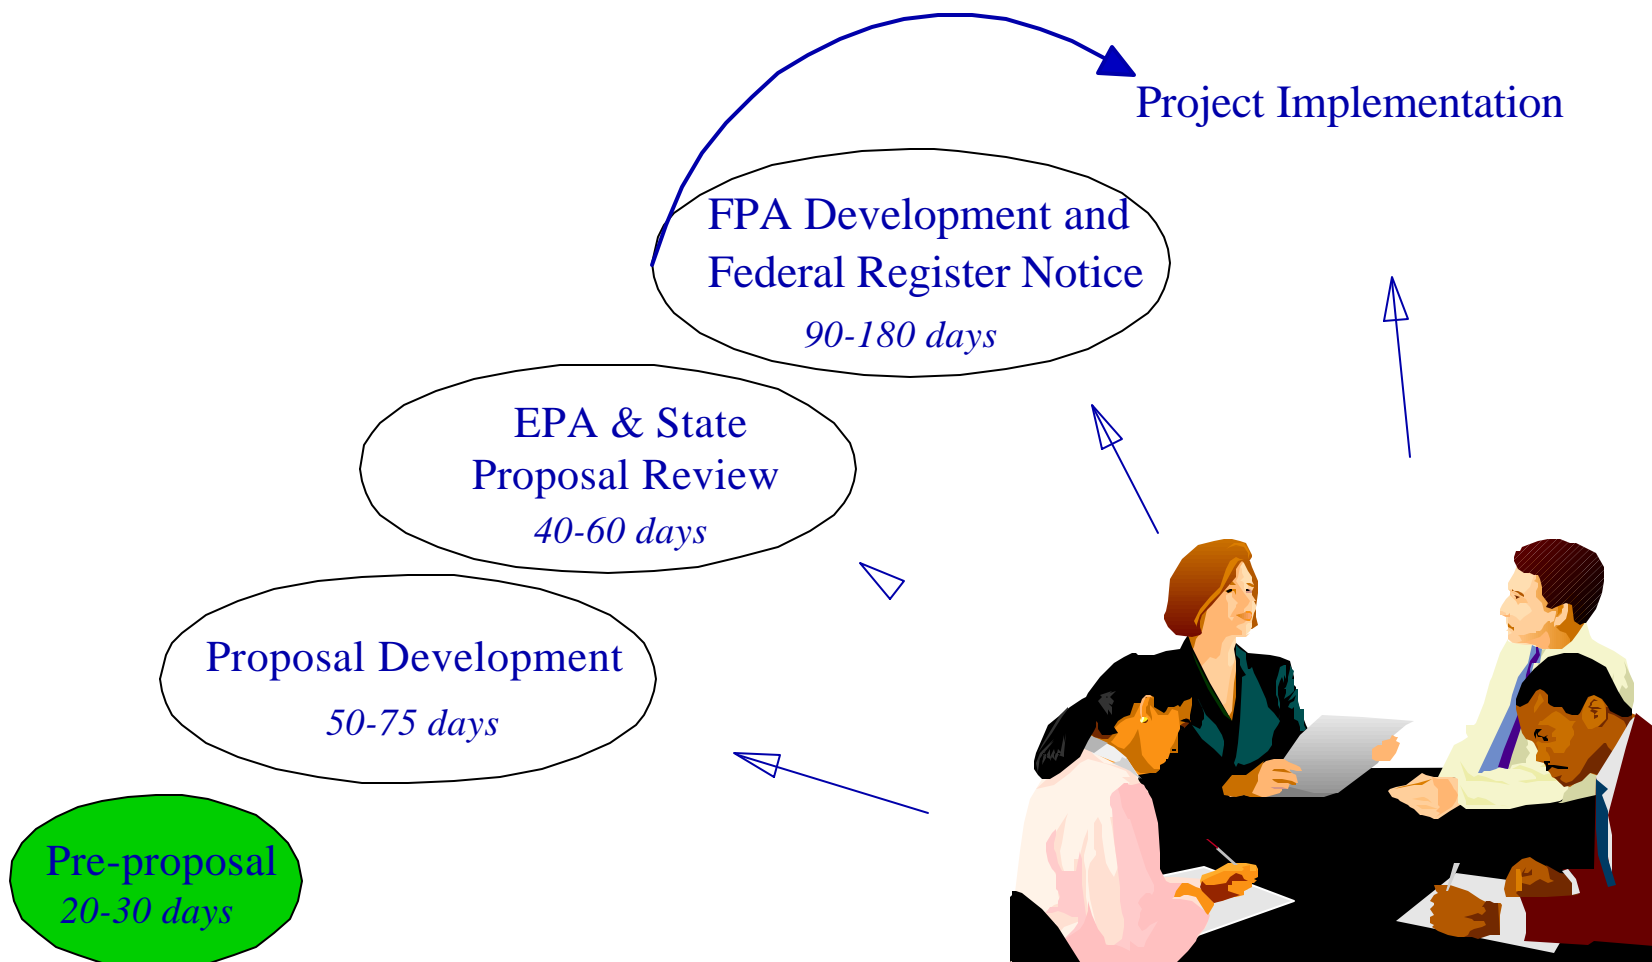 Project Implementation
FPA Development and
Federal Register Notice
90-180 days
EPA & State
Proposal Review
40-60 days
Proposal Development
50-75 days
Pre-proposal
20-30 days